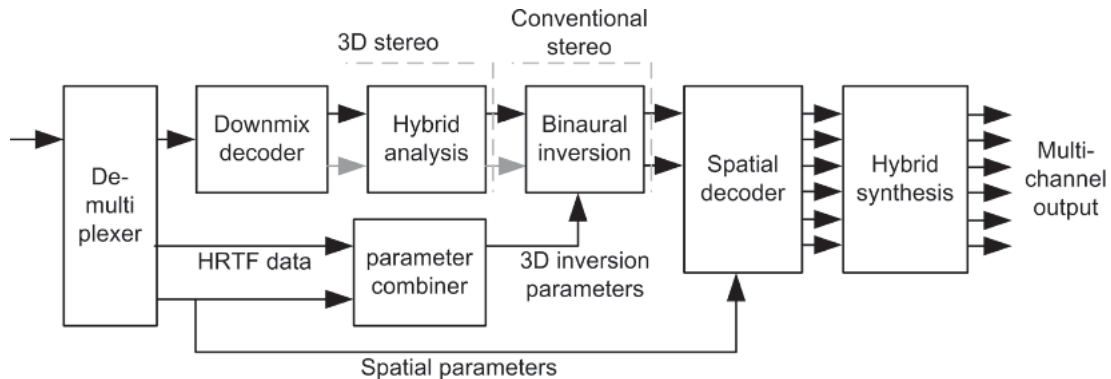 3D stereo
Conventional
stereo
De-
multi
plexer
Downmix
decoder
Hybrid
analysis
Binaural
inversion
Spatial
decoder
Hybrid
synthesis
Multi-
channel
output
HRTF data
parameter
combiner
3D inversion
parameters
Spatial parameters